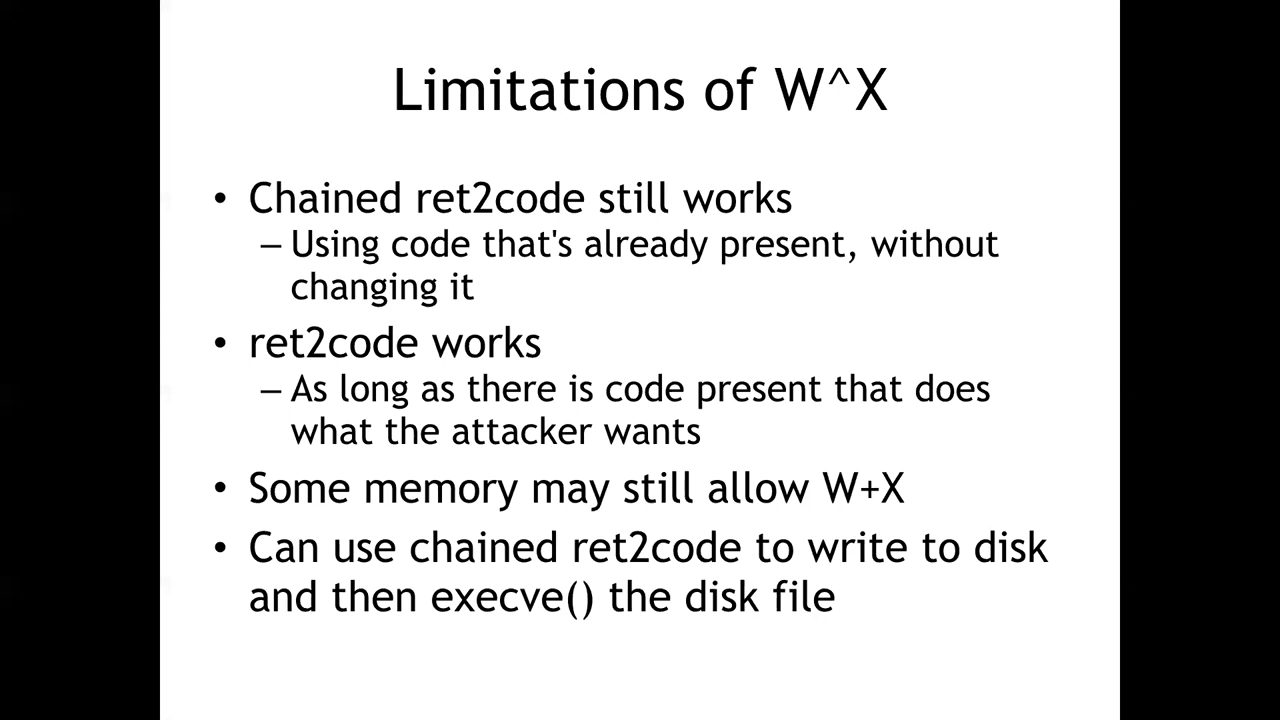 Limitations of W^X
• Chained ret2code still works
– Using code that's already present, without
changing it
• ret2code works
– As long as there is code present that does
what the attacker wants
• Some memory may still allow W+X
• Can use chained ret2code to write to disk
and then execve() the disk file